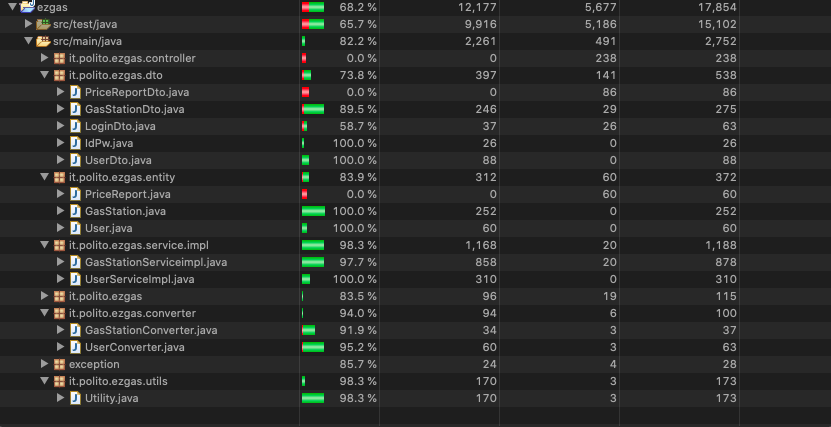 ezgas 68.2 % 12,177 5,677 17,854
src/test/java 65.7 % 9,916 5,186 15,102
src/main/java 82.2 % 2,261 491 2,752
it.polito.ezgas.controller 0.0 % 0 238 238
it.polito.ezgas.dto 73.8 % 397 141 538
PriceReportDto.java 0.0 % 0 86 86
GasStationDto.java 89.5 % 246 29 275
LoginDto.java 58.7 % 37 26 63
IdPw.java 100.0 % 26 0 26
UserDto.java 100.0 % 88 0 88
it.polito.ezgas.entity 83.9 % 312 60 372
PriceReport.java 0.0 % 0 60 60
GasStation.java 100.0 % 252 0 252
User.java 100.0 % 60 0 60
it.polito.ezgas.service.impl 98.3 % 1,168 20 1,188
GasStationServiceimpl.java 97.7 % 858 20 878
UserServiceImpl.java 100.0 % 310 0 310
it.polito.ezgas 83.5 % 96 19 115
it.polito.ezgas.converter 94.0 % 94 6 100
GasStationConverter.java 91.9 % 34 3 37
UserConverter.java 95.2 % 60 3 63
exception 85.7 % 24 4 28
it.polito.ezgas.utils 98.3 % 170 3 173
Utility.java 98.3 % 170 3 173